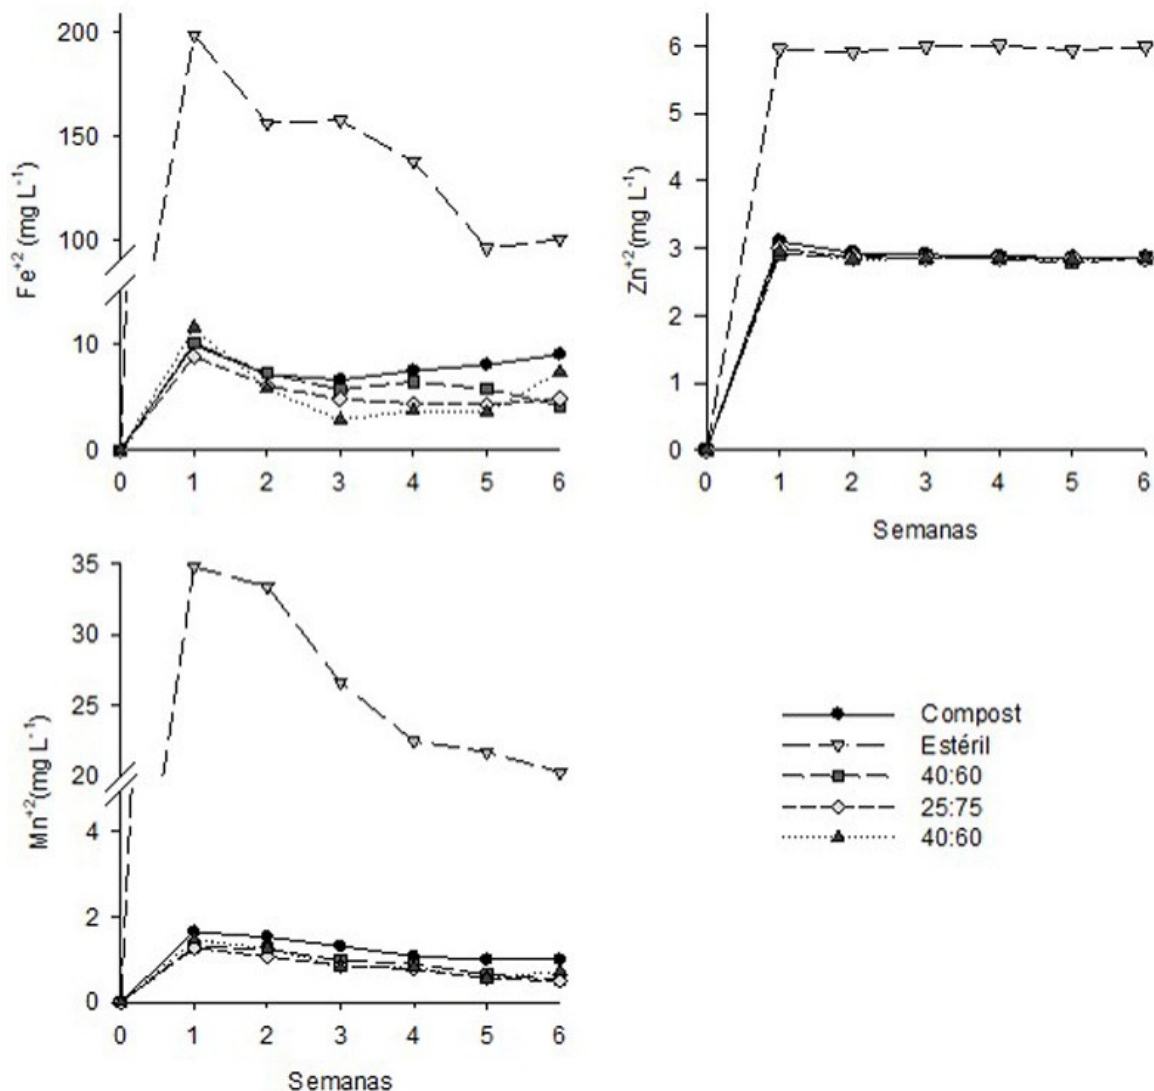 200
150
100
10
0
Fe⁺² (mg L⁻¹)
0 1 2 3 4 5 6
6
5
4
3
2
1
0
Zn⁺² (mg L⁻¹)
0 1 2 3 4 5 6
Semanas
35
30
25
20
4
2
0
Mn⁺² (mg L⁻¹)
0 1 2 3 4 5 6
Semanas
Compost
Estéril
40:60
25:75
40:60